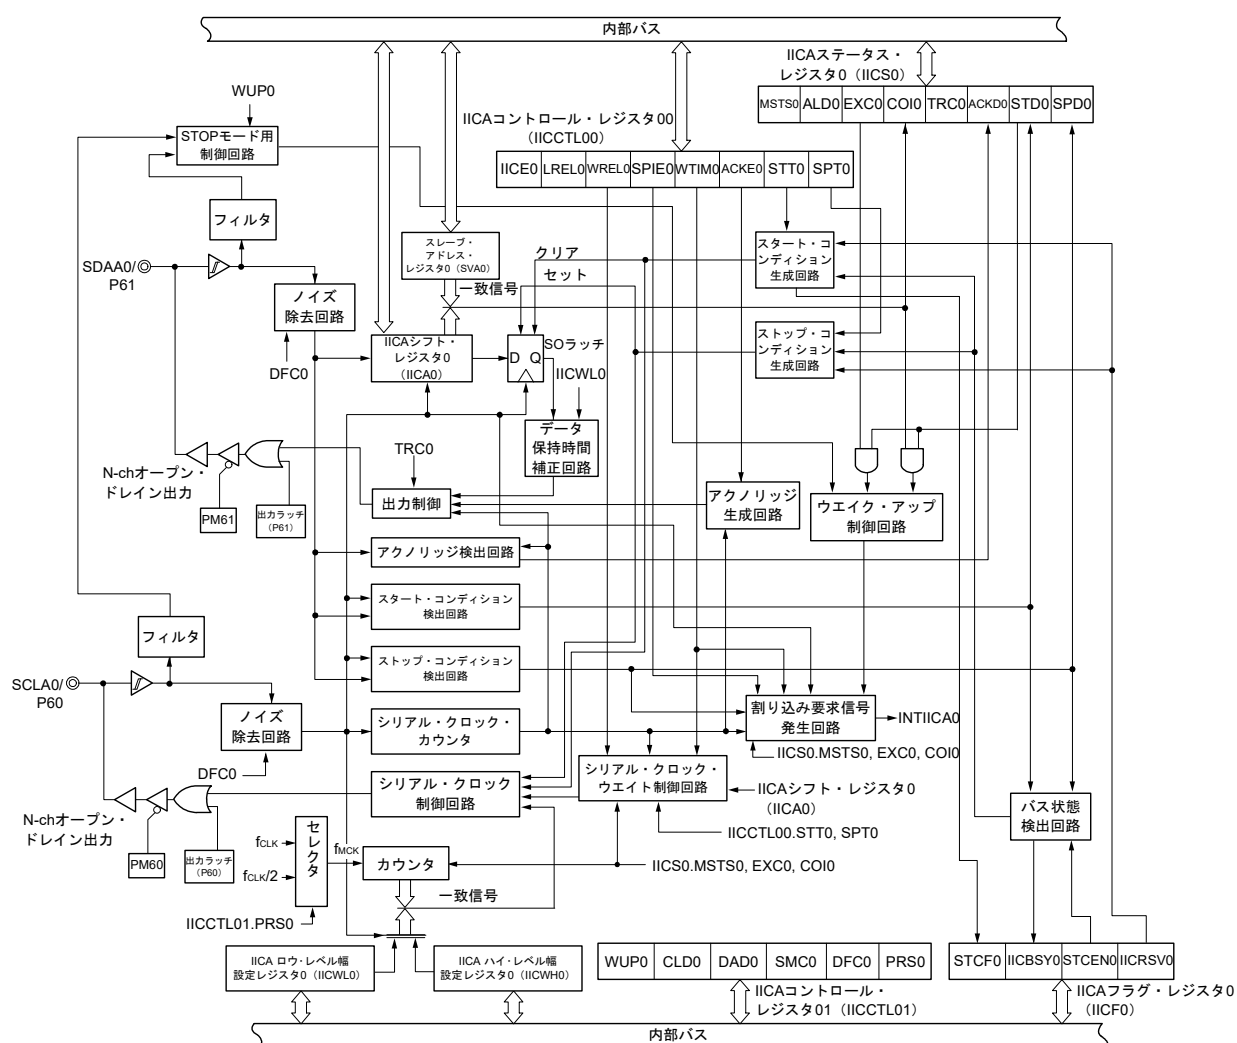 内部バス
IICAステータス・
レジスタ0（IICS0）
MSTS0 ALD0 EXC0 COI0 TRC0 ACKD0 STD0 SPD0
WUP0
STOPモード用
制御回路
IICAコントロール・レジスタ00
（IICCTL00）
IICE0 LREL0 WREL0 SPIE0 WTIM0 ACKE0 STT0 SPT0
フィルタ
SDAA0/
P61
ノイズ
除去回路
DFC0
スレーブ・
アドレス・
レジスタ0（SVA0）
一致信号
クリア
セット
スタート・コ
ンディション
生成回路
ストップ・コ
ンディション
生成回路
IICAシフト・
レジスタ0
（IICA0）
D Q
SOラッチ
IICWL0
データ
保持時間
補正回路
TRC0
N-chオープン・
ドレイン出力
PM61
出力ラッチ
（P61）
出力制御
アクノリッジ
生成回路
ウエイク・アップ
制御回路
アクノリッジ検出回路
スタート・コンディション
検出回路
フィルタ
ストップ・コンディション
検出回路
SCLA0/
P60
ノイズ
除去回路
DFC0
シリアル・クロック・
カウンタ
割り込み要求信号
発生回路
INTIICA0
IICS0.MSTS0, EXC0, COI0
シリアル・クロック
制御回路
シリアル・クロック・
ウエイト制御回路
IICAシフト・レジスタ0
（IICA0）
IICCTL00.STT0, SPT0
バス状態
検出回路
N-chオープン・
ドレイン出力
PM60
出力ラッチ
（P60）
fCLK
fCLK/2
セレクタ
fMCK
カウンタ
IICS0.MSTS0, EXC0, COI0
一致信号
IICCTL01.PRS0
IICA ロウ・レベル幅
設定レジスタ0（IICWL0）
IICA ハイ・レベル幅
設定レジスタ0（IICWH0）
WUP0 CLD0 DAD0 SMC0 DFC0 PRS0
IICAコントロール・
レジスタ01（IICCTL01）
STCF0 IICBSY0 STCEN0 IICRSV0
IICAフラグ・レジスタ0
（IICF0）
内部バス